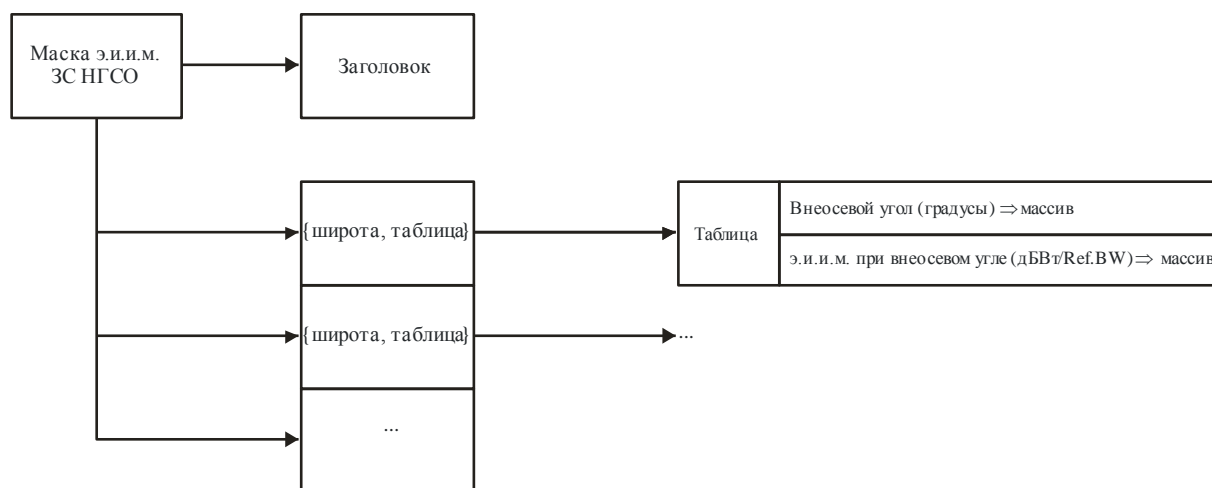 Маска э.и.и.м.
ЗС НГСО
Заголовок
{широта, таблица}
Таблица
Внеосевой угол (градусы) ⇒ массив
э.и.и.м. при внеосевом угле (дБВт/Ref.BW) ⇒ массив
{широта, таблица}
...
...